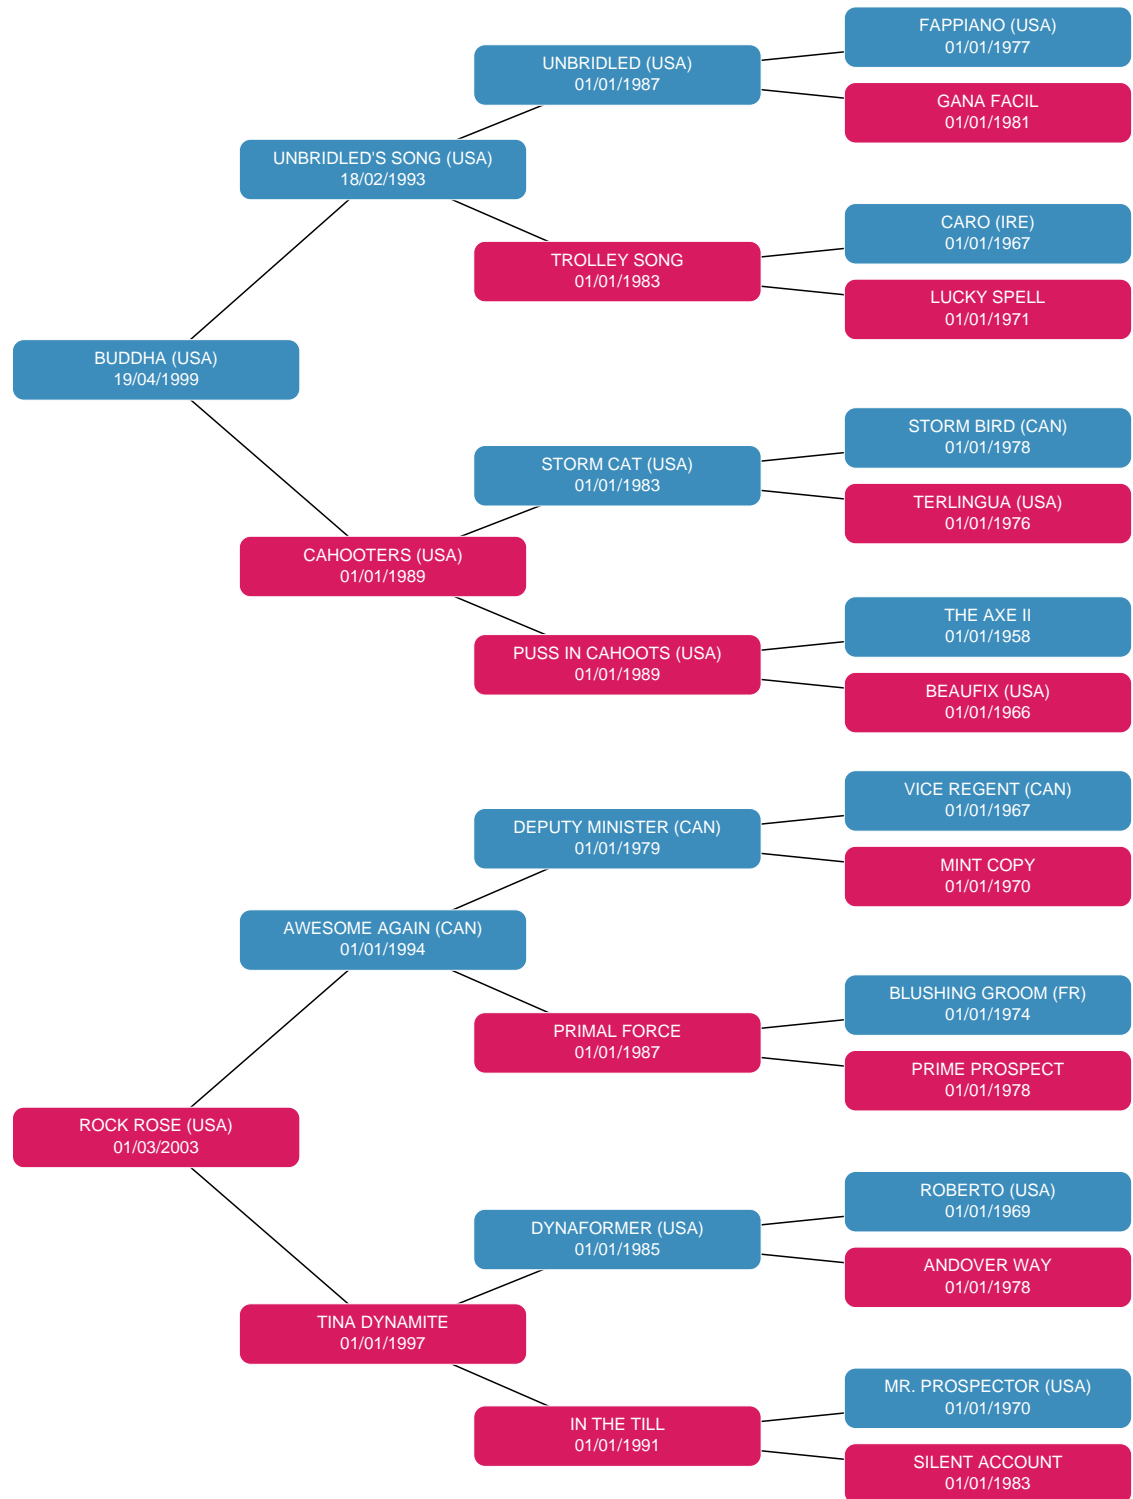 FAPPIANO (USA)
01/01/1977
UNBRIDLED (USA)
01/01/1987
GANA FACIL
01/01/1981
UNBRIDLED'S SONG (USA)
18/02/1993
CARO (IRE)
01/01/1967
TROLLEY SONG
01/01/1983
LUCKY SPELL
01/01/1971
BUDDHA (USA)
19/04/1999
STORM BIRD (CAN)
01/01/1978
STORM CAT (USA)
01/01/1983
TERLINGUA (USA)
01/01/1976
CAHOOTERS (USA)
01/01/1989
THE AXE II
01/01/1958
PUSS IN CAHOOTS (USA)
01/01/1989
BEAUFIX (USA)
01/01/1966
VICE REGENT (CAN)
01/01/1967
DEPUTY MINISTER (CAN)
01/01/1979
MINT COPY
01/01/1970
AWESOME AGAIN (CAN)
01/01/1994
BLUSHING GROOM (FR)
01/01/1974
PRIMAL FORCE
01/01/1987
PRIME PROSPECT
01/01/1978
ROCK ROSE (USA)
01/03/2003
ROBERTO (USA)
01/01/1969
DYNAFORMER (USA)
01/01/1985
ANDOVER WAY
01/01/1978
TINA DYNAMITE
01/01/1997
MR. PROSPECTOR (USA)
01/01/1970
IN THE TILL
01/01/1991
SILENT ACCOUNT
01/01/1983